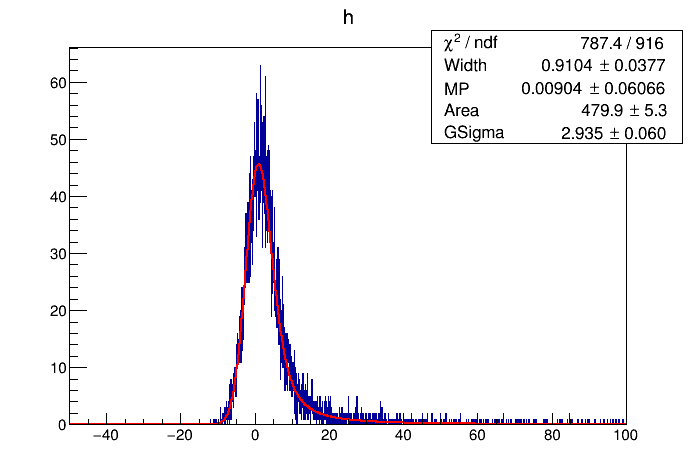 h
χ² / ndf 787.4 / 916
Width 0.9104 ± 0.0377
MP 0.00904 ± 0.06066
Area 479.9 ± 5.3
GSigma 2.935 ± 0.060
60
50
40
30
20
10
0
−40 −20 0 20 40 60 80 100